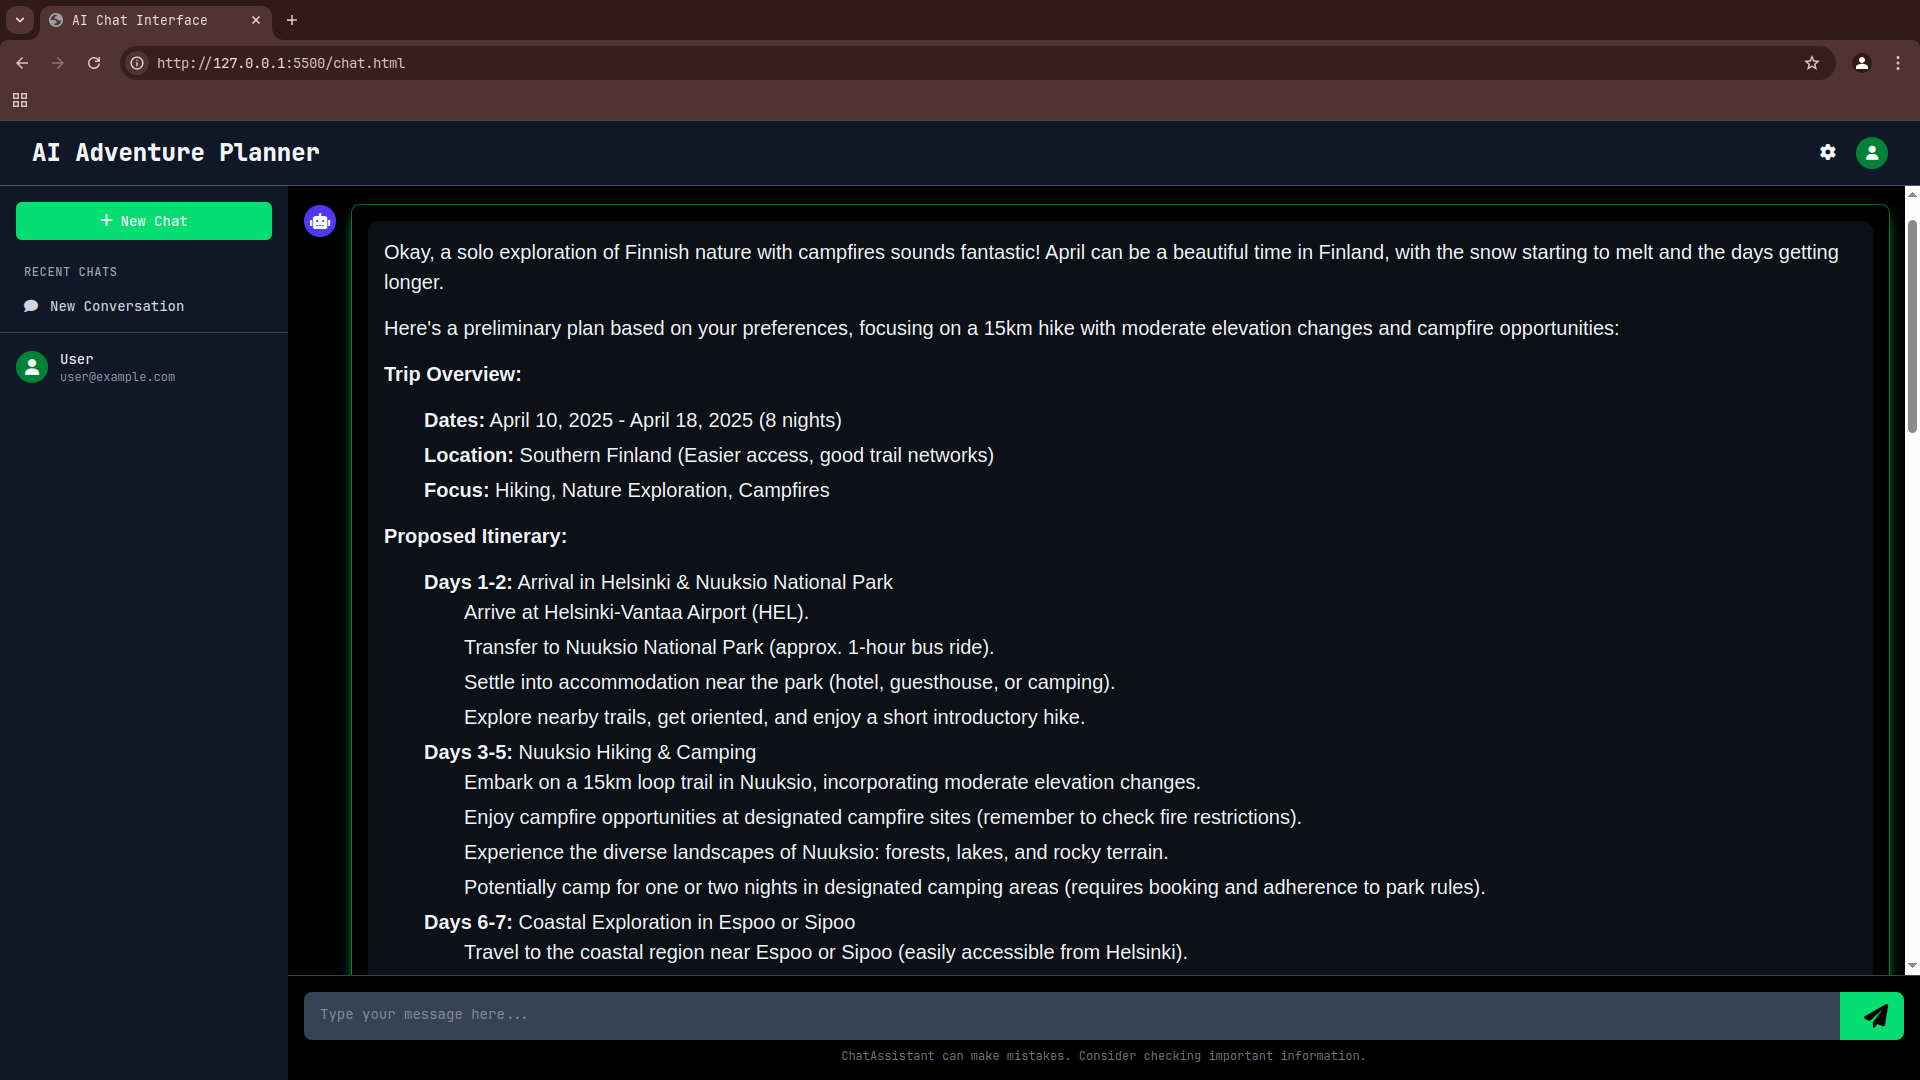 AI Chat Interface
http://127.0.0.1:5500/chat.html
AI Adventure Planner
New Chat
RECENT CHATS
New Conversation
User
user@example.com
Okay, a solo exploration of Finnish nature with campfires sounds fantastic! April can be a beautiful time in Finland, with the snow starting to melt and the days getting
longer.
Here's a preliminary plan based on your preferences, focusing on a 15km hike with moderate elevation changes and campfire opportunities:
Trip Overview:
Dates: April 10, 2025 - April 18, 2025 (8 nights)
Location: Southern Finland (Easier access, good trail networks)
Focus: Hiking, Nature Exploration, Campfires
Proposed Itinerary:
Days 1-2: Arrival in Helsinki & Nuuksio National Park
Arrive at Helsinki-Vantaa Airport (HEL).
Transfer to Nuuksio National Park (approx. 1-hour bus ride).
Settle into accommodation near the park (hotel, guesthouse, or camping).
Explore nearby trails, get oriented, and enjoy a short introductory hike.
Days 3-5: Nuuksio Hiking & Camping
Embark on a 15km loop trail in Nuuksio, incorporating moderate elevation changes.
Enjoy campfire opportunities at designated campfire sites (remember to check fire restrictions).
Experience the diverse landscapes of Nuuksio: forests, lakes, and rocky terrain.
Potentially camp for one or two nights in designated camping areas (requires booking and adherence to park rules).
Days 6-7: Coastal Exploration in Espoo or Sipoo
Travel to the coastal region near Espoo or Sipoo (easily accessible from Helsinki).
Type your message here...
ChatAssistant can make mistakes. Consider checking important information.